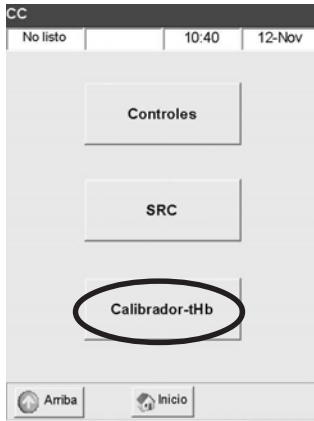 CC
No listo 10:40 12-Nov
Controles
SRC
Calibrador-tHb
Arriba Inicio